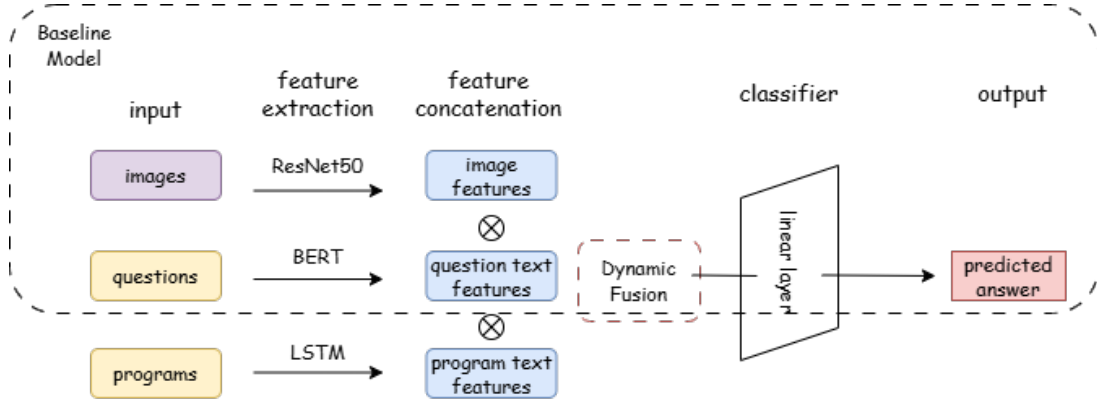 Baseline
Model
input
feature
extraction
feature
concatenation
classifier
output
images
ResNet50
image
features
questions
BERT
question text
features
Dynamic
Fusion
linear layer
predicted
answer
programs
LSTM
program text
features